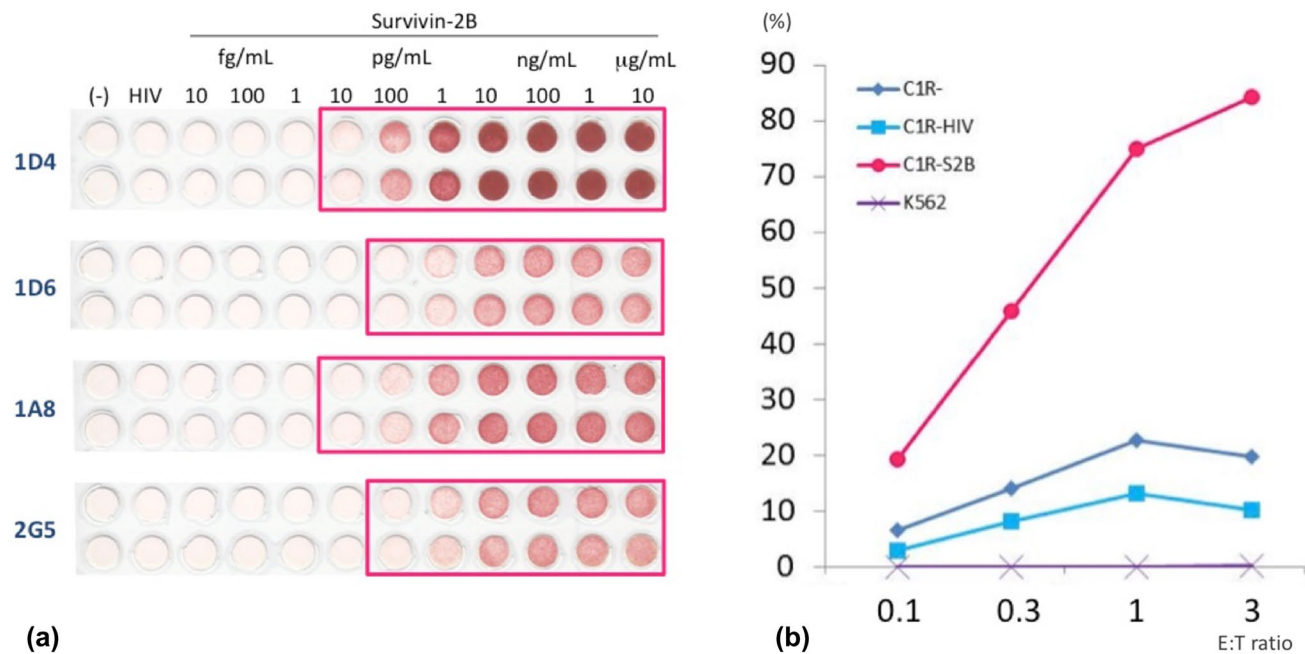 Survivin-2B
fg/mL pg/mL ng/mL μg/mL
(-) HIV 10 100 1 10 100 1 10 100 1 10
1D4
1D6
1A8
2G5
(a)
(%)
90
80
70
60
50
40
30
20
10
0
C1R-
C1R-HIV
C1R-S2B
K562
0.1 0.3 1 3
E:T ratio
(b)